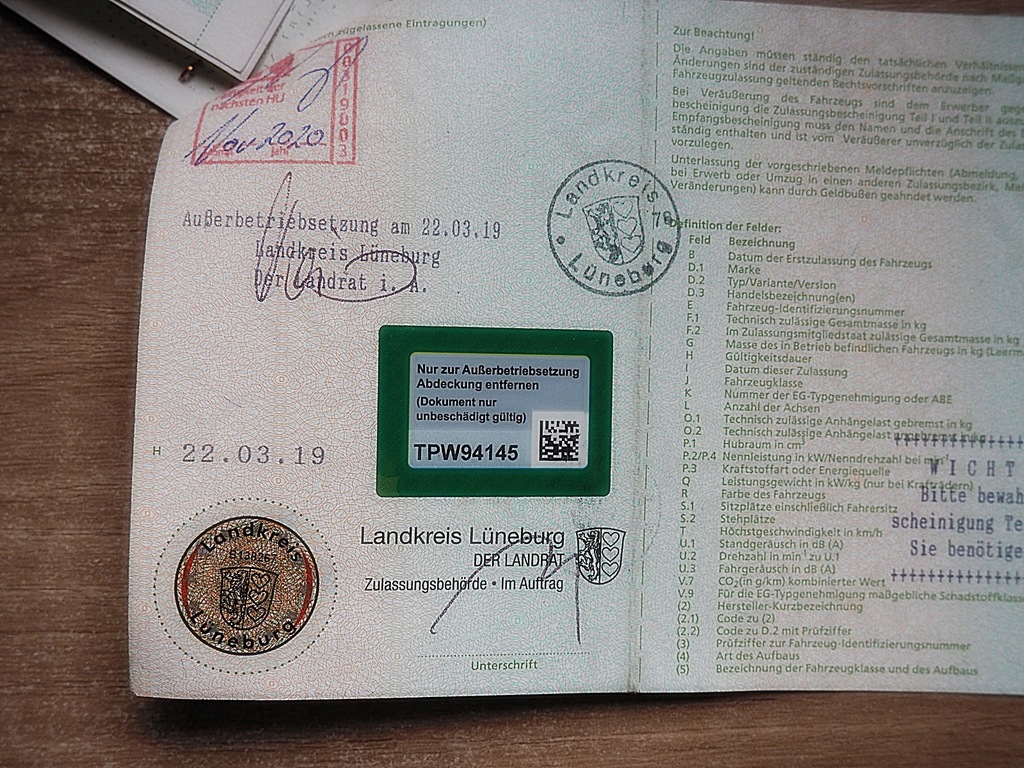 zugelassene Eintragungen)
nächsten HU
Nov 2020
Außerbetriebsetzung am 22.03.19
Landkreis Lüneburg
Der Landrat i. A.
Landkreis
78
Lüneburg
Nur zur Außerbetriebsetzung
Abdeckung entfernen
(Dokument nur
unbeschädigt gültig)
TPW94145
H 22.03.19
Landkreis
Lüneburg
Landkreis Lüneburg
DER LANDRAT
Zulassungsbehörde • Im Auftrag
Unterschrift
Zur Beachtung!
Die Angaben müssen ständig den tatsächlichen Verhältnissen
Änderungen sind der zuständigen Zulassungsbehörde nach
Fahrzeugzulassung geltenden Rechtsvorschriften anzuzeigen.
Bei Veräußerung des Fahrzeugs sind dem Erwerber
bescheinigung die Zulassungsbescheinigung Teil I und Teil II
Empfangsbescheinigung muss den Namen und die Anschrift des
ständig enthalten und ist vom Veräußerer unverzüglich der
vorzulegen.
Unterlassung der vorgeschriebenen Meldepflichten (Abmeldung,
bei Erwerb oder Umzug in einen anderen Zulassungsbezirk,
Veränderungen) kann durch Geldbußen geahndet werden.
Definition der Felder:
Feld Bezeichnung
B Datum der Erstzulassung des Fahrzeugs
D.1 Marke
D.2 Typ/Variante/Version
D.3 Handelsbezeichnung(en)
E Fahrzeug-Identifizierungsnummer
F.1 Technisch zulässige Gesamtmasse in kg
F.2 Im Zulassungsmitgliedstaat zulässige Gesamtmasse in kg
G Masse des in Betrieb befindlichen Fahrzeugs in kg (Leerm
H Gültigkeitsdauer
I Datum dieser Zulassung
J Fahrzeugklasse
K Nummer der EG-Typgenehmigung oder ABE
L Anzahl der Achsen
O.1 Technisch zulässige Anhängelast gebremst in kg
O.2 Technisch zulässige Anhängelast ungebremst in kg
P.1 Hubraum in cm³
P.2/P.4 Nennleistung in kW/Nenndrehzahl bei min⁻¹
P.3 Kraftstoffart oder Energiequelle
Q Leistungsgewicht in kW/kg (nur bei Krafträdern)
R Farbe des Fahrzeugs
S.1 Sitzplätze einschließlich Fahrersitz
S.2 Stehplätze
T Höchstgeschwindigkeit in km/h
U.1 Standgeräusch in dB (A)
U.2 Drehzahl in min⁻¹ zu U.1
U.3 Fahrgeräusch in dB (A)
V.7 CO₂(in g/km) kombinierter Wert
V.9 Für die EG-Typgenehmigung maßgebliche Schadstoffklasse
(2) Hersteller-Kurzbezeichnung
(2.1) Code zu (2)
(2.2) Code zu D.2 mit Prüfziffer
(3) Prüfziffer zur Fahrzeug-Identifizierungsnummer
(4) Art des Aufbaus
(5) Bezeichnung der Fahrzeugklasse und des Aufbaus
++++++++++++++
W I C H T
Bitte bewah
scheinigung Te
Sie benötige
++++++++++++++